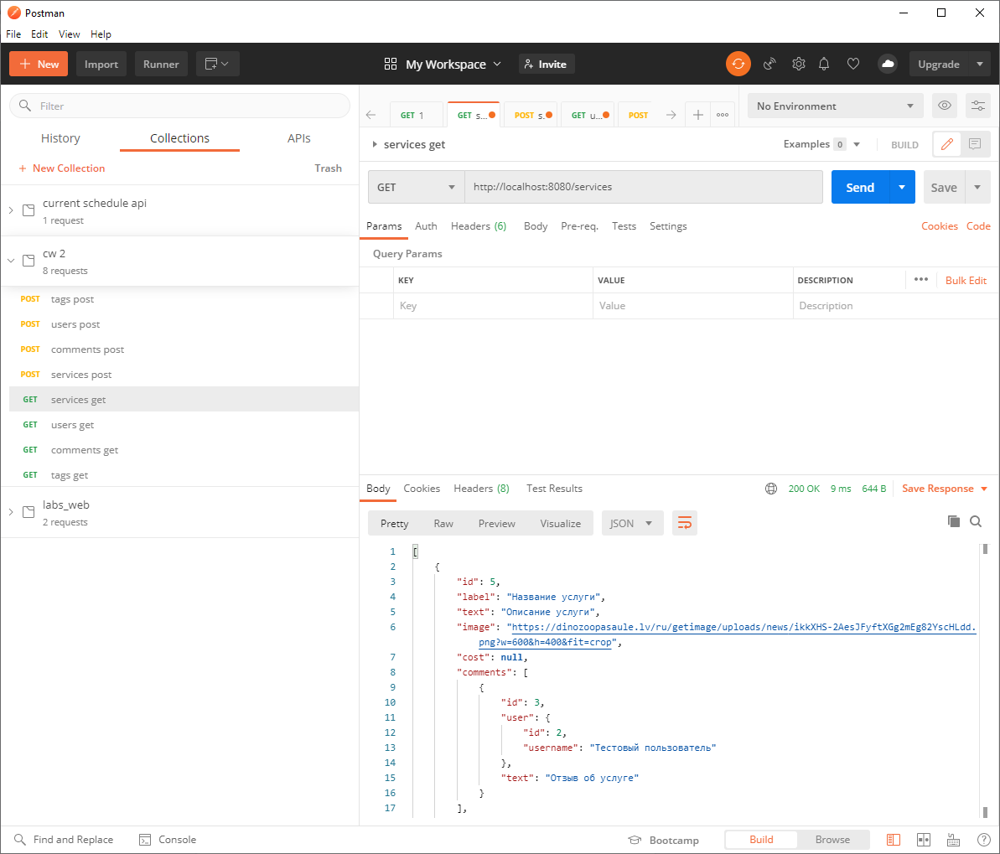 Postman
File Edit View Help
New Import Runner My Workspace Invite Upgrade
Filter
History Collections APIs
New Collection Trash
current schedule api
1 request
cw 2
8 requests
POST tags post
POST users post
POST comments post
POST services post
GET services get
GET users get
GET comments get
GET tags get
labs_web
2 requests
GET 1 GET s... POST s. GET u... POST
No Environment
services get Examples 0 BUILD
GET http://localhost:8080/services Send Save
Params Auth Headers (6) Body Pre-req. Tests Settings Cookies Code
Query Params
KEY VALUE DESCRIPTION Bulk Edit
Key Value Description
Body Cookies Headers (8) Test Results 200 OK 9 ms 644 B Save Response
Pretty Raw Preview Visualize JSON
1 [
2 {
3 "id": 5,
4 "label": "Название услуги",
5 "text": "Описание услуги",
6 "image": "https://dinozoopasaule.lv/ru/getimage/uploads/news/ikkXHS-2AesJFyftXGg2mEg82YscHLdd.
png?w=600&h=400&fit=crop",
7 "cost": null,
8 "comments": [
9 {
10 "id": 3,
11 "user": {
12 "id": 2,
13 "username": "Тестовый пользователь"
14 },
15 "text": "Отзыв об услуге"
16 }
17 ],
Find and Replace Console Bootcamp Build Browse